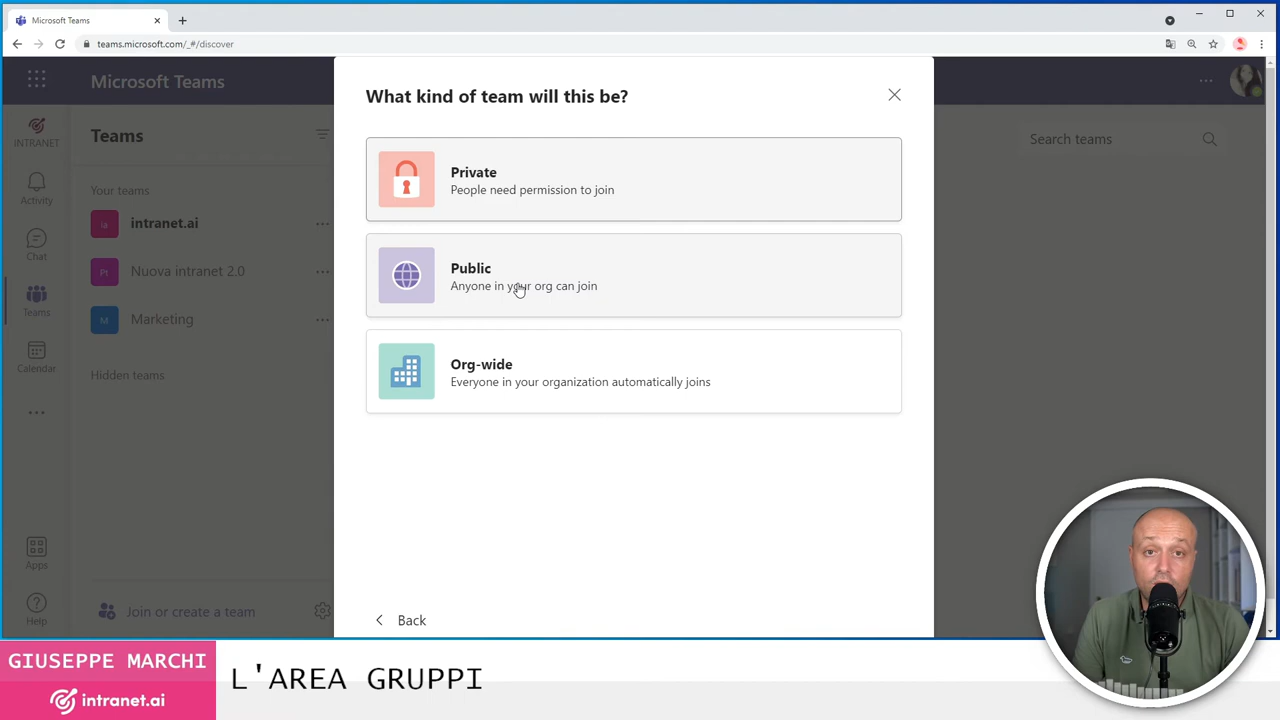 Microsoft Teams
teams.microsoft.com/_#/discover
Microsoft Teams
What kind of team will this be?
INTRANET
Teams
Search teams
Private
People need permission to join
Activity
Your teams
Ia
intranet.ai
Chat
Public
Anyone in your org can join
Pt
Nuova intranet 2.0
Teams
M
Marketing
Calendar
Hidden teams
Org-wide
Everyone in your organization automatically joins
Apps
Join or create a team
Help
Back
GIUSEPPE MARCHI
intranet.ai
L'AREA GRUPPI